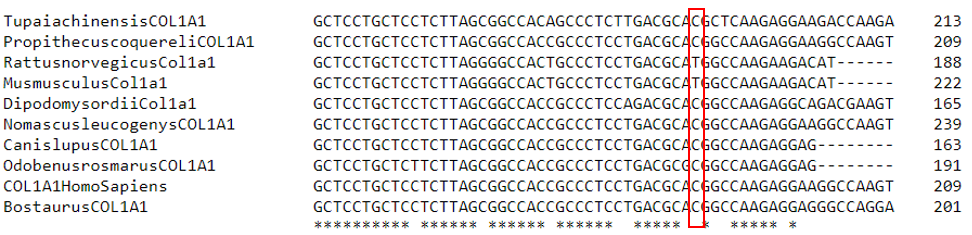 TupaiachinensisCOL1A1 GCTCCTGCTCCTCTTAGCGGCCACAGCCCTCTTGACGCACGCTCAAGAGGAAGACCAAGA 213
PropithecuscoquereliCOL1A1 GCTCCTGCTCCTCTTAGCGGCCACCGCCCTCCTGACGCACGGCCAAGAGGAAGGCCAAGT 209
RattusnorvegicusCol1a1 GCTCCTGCTCCTCTTAGGGGCCACTGCCCTCCTGACGCATGGCCAAGAAGACAT------ 188
MusmusculusCol1a1 GCTCCTGCTCCTCTTAGGGGCCACTGCCCTCCTGACGCATGGCCAAGAAGACAT------ 222
DipodomysordiiCol1a1 GCTCCTGCTCCTCTTAGCGGCCACCGCCCTCCAGACGCACGGCCAAGAGGCAGACGAAGT 165
NomascusleucogenysCOL1A1 GCTCCTGCTCCTCTTAGCGGCCACCGCCCTCCTGACGCACGGCCAAGAGGAAGGCCAAGT 239
CanislupusCOL1A1 GCTCCTGCTCCTCTTAGCGGCCACCGCCCTCCTGACGCACGGCCAAGAGGAG-------- 163
OdobenusrosmarusCOL1A1 GCTCCTGCTCTTCTTAGCGGCCACCGCCCTCCTGACGCGCGGCCAAGAGGAG-------- 191
COL1A1HomoSapiens GCTCCTGCTCCTCTTAGCGGCCACCGCCCTCCTGACGCACGGCCAAGAGGAAGGCCAAGT 209
BostaurusCOL1A1 GCTCCTGCTCCTCTTAGCGGCCACCGCCCTCCTGACGCACGGCCAAGAGGAGGGCCAGGA 201
********** ****** ****** ****** ***** * ***** *